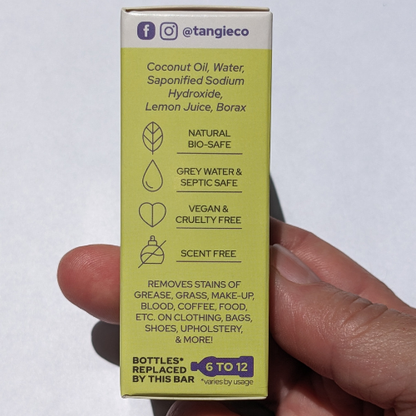 @tangieco
Coconut Oil, Water,
Saponified Sodium
Hydroxide,
Lemon Juice, Borax
NATURAL
BIO-SAFE
GREY WATER &
SEPTIC SAFE
VEGAN &
CRUELTY FREE
SCENT FREE
REMOVES STAINS OF
GREASE, GRASS, MAKE-UP,
BLOOD, COFFEE, FOOD,
ETC. ON CLOTHING, BAGS,
SHOES, UPHOLSTERY,
& MORE!
BOTTLES*
REPLACED
BY THIS BAR
6 TO 12
*varies by usage